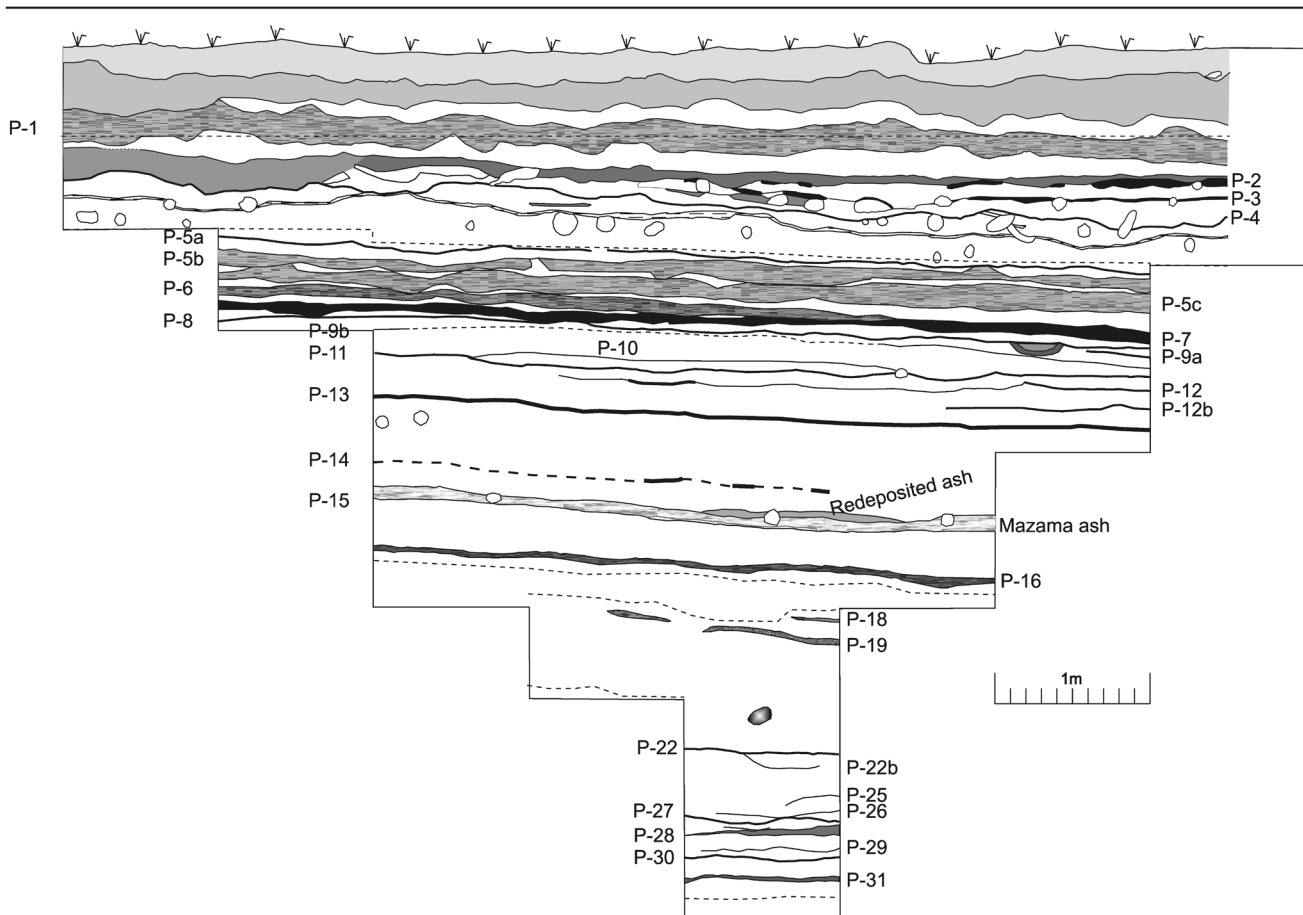 P-1
P-2
P-3
P-4
P-5a
P-5b
P-6
P-5c
P-8
P-7
P-9b
P-9a
P-10
P-11
P-12
P-13
P-12b
P-14
P-15
Redeposited ash
Mazama ash
P-16
P-18
P-19
1m
P-22
P-22b
P-25
P-26
P-27
P-28
P-29
P-30
P-31